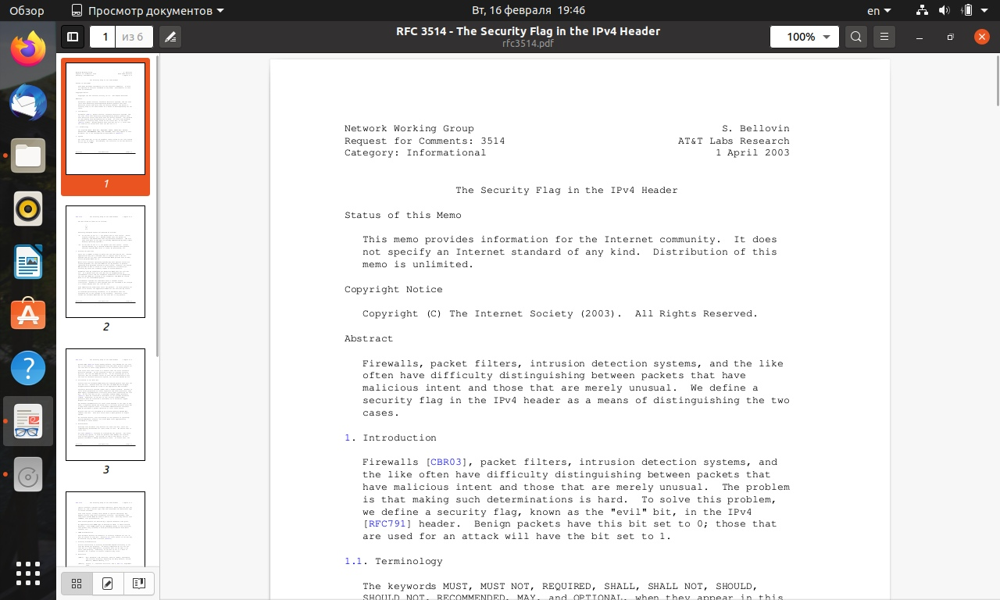 Обзор
Просмотр документов
Вт, 16 февраля 19:46
en
1
из 6
RFC 3514 - The Security Flag in the IPv4 Header
rfc3514.pdf
100%
1
2
3
Network Working Group S. Bellovin
Request for Comments: 3514 AT&T Labs Research
Category: Informational 1 April 2003
The Security Flag in the IPv4 Header
Status of this Memo
This memo provides information for the Internet community. It does
not specify an Internet standard of any kind. Distribution of this
memo is unlimited.
Copyright Notice
Copyright (C) The Internet Society (2003). All Rights Reserved.
Abstract
Firewalls, packet filters, intrusion detection systems, and the like
often have difficulty distinguishing between packets that have
malicious intent and those that are merely unusual. We define a
security flag in the IPv4 header as a means of distinguishing the two
cases.
1. Introduction
Firewalls [CBR03], packet filters, intrusion detection systems, and
the like often have difficulty distinguishing between packets that
have malicious intent and those that are merely unusual. The problem
is that making such determinations is hard. To solve this problem,
we define a security flag, known as the "evil" bit, in the IPv4
[RFC791] header. Benign packets have this bit set to 0; those that
are used for an attack will have the bit set to 1.
1.1. Terminology
The keywords MUST, MUST NOT, REQUIRED, SHALL, SHALL NOT, SHOULD,
SHOULD NOT, RECOMMENDED, MAY, and OPTIONAL, when they appear in this